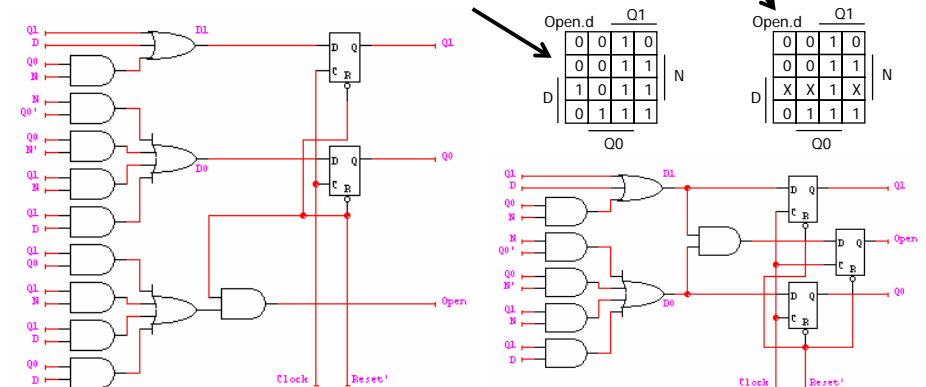 Q1
D
Q0
N
N
Q0'
Q0
N'
Q1
N
Q1
D
Q1
Q0
Q1
N
Q1
D
Q0
D
D1
D0
D Q
C
R
D Q
C
R
Q1
Q0
Open
Clock
Reset'
Open.d
Q1
0 0 1 0
0 0 1 1
1 0 1 1
0 1 1 1
D
N
Q0
Open.d
Q1
0 0 1 0
0 0 1 1
X X 1 X
0 1 1 1
D
N
Q0
Q1
D
Q0
N
N
Q0'
Q0
N'
Q1
N
Q1
D
D1
D0
D Q
C
R
D Q
C
R
D Q
C
R
Q1
Open
Q0
Clock
Reset'